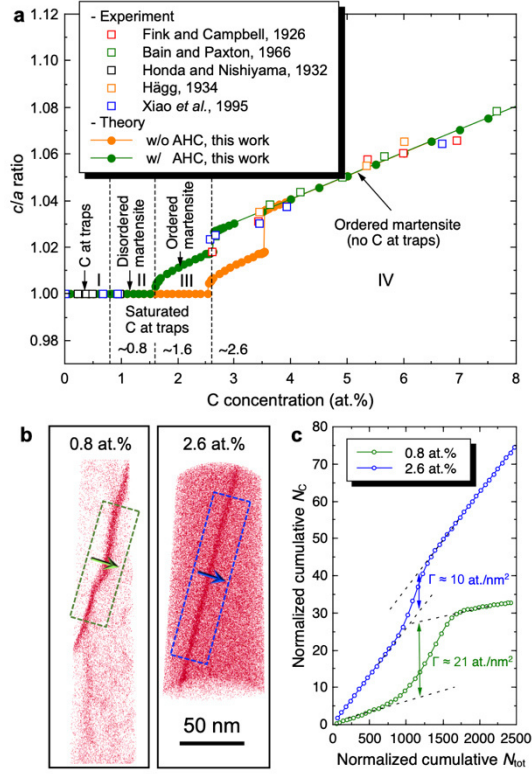 a
- Experiment
Fink and Campbell, 1926
Bain and Paxton, 1966
Honda and Nishiyama, 1932
Hägg, 1934
Xiao et al., 1995
- Theory
w/o AHC, this work
w/ AHC, this work
1.12
1.10
1.08
1.06
1.04
1.02
1.00
0.98
c/a ratio
C at traps
Disordered
martensite
Ordered
martensite
Ordered martensite
(no C at traps)
I
II
III
IV
Saturated
C at traps
~0.8
~1.6
~2.6
0 1 2 3 4 5 6 7 8
C concentration (at.%)
b
0.8 at.%
2.6 at.%
50 nm
c
0.8 at.%
2.6 at.%
80
70
60
50
40
30
20
10
0
Normalized cumulative NC
Γ ≈ 10 at./nm²
Γ ≈ 21 at./nm²
0 500 1000 1500 2000 2500
Normalized cumulative Ntot